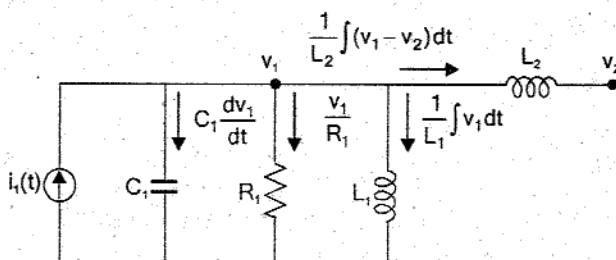 1/L₂ ∫(v₁ – v₂)dt
v₁
L₂
C₁ dv₁/dt
v₁/R₁
1/L₁ ∫v₁dt
i₁(t)
C₁
R₁
L₁